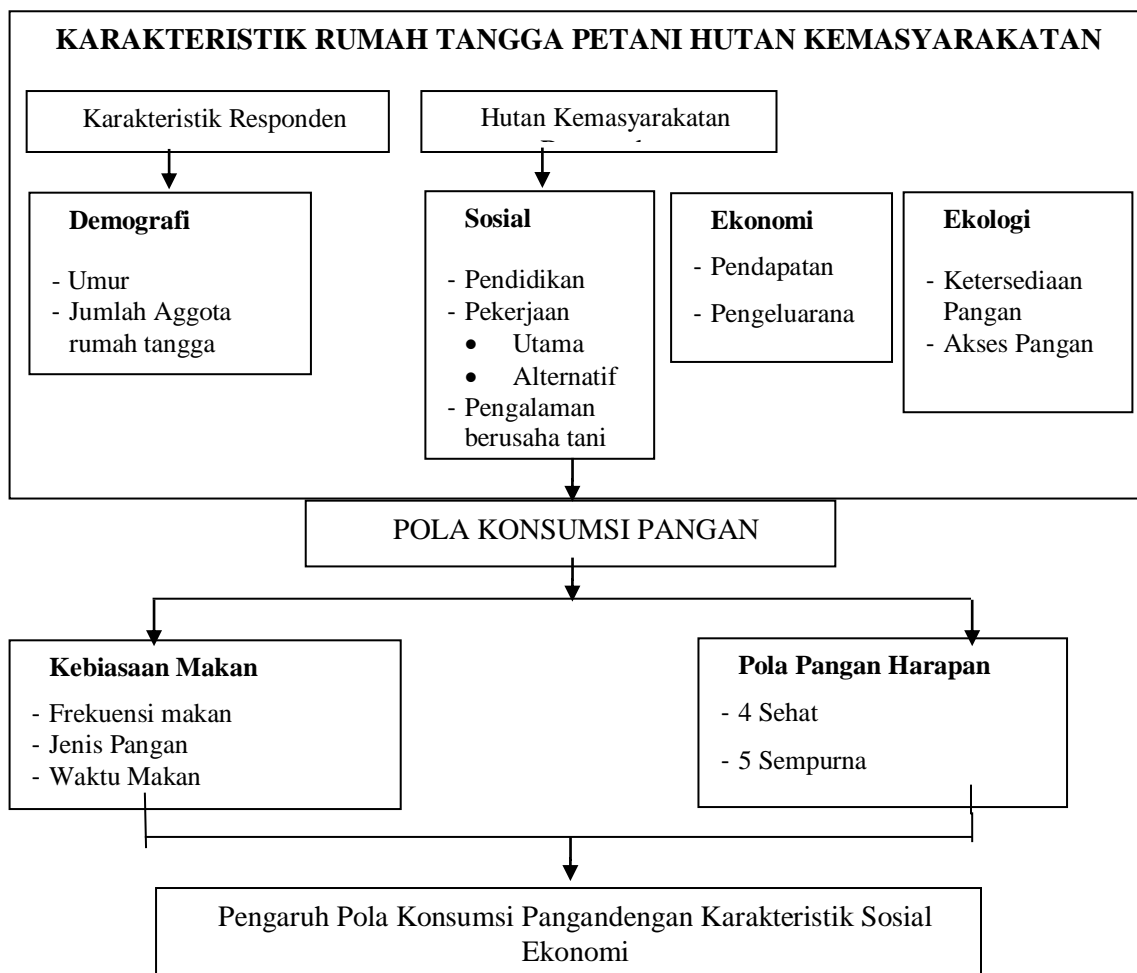 KARAKTERISTIK RUMAH TANGGA PETANI HUTAN KEMASYARAKATAN
Karakteristik Responden
Hutan Kemasyarakatan
Demografi
- Umur
- Jumlah Aggota
rumah tangga
Sosial
- Pendidikan
- Pekerjaan
• Utama
• Alternatif
- Pengalaman
berusaha tani
Ekonomi
- Pendapatan
- Pengeluarana
Ekologi
- Ketersediaan
Pangan
- Akses Pangan
POLA KONSUMSI PANGAN
Kebiasaan Makan
- Frekuensi makan
- Jenis Pangan
- Waktu Makan
Pola Pangan Harapan
- 4 Sehat
- 5 Sempurna
Pengaruh Pola Konsumsi Pangandengan Karakteristik Sosial
Ekonomi